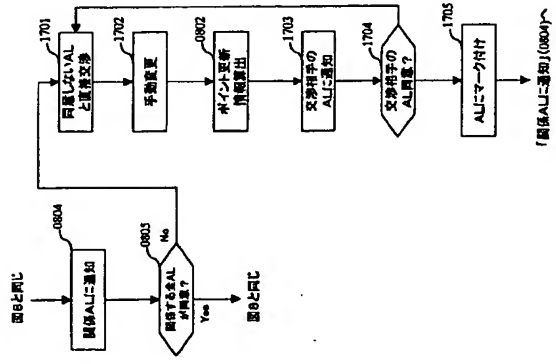 図8と同じ
0804
関係ALに通知
0805
関係する全AL
が同意？
No
Yes
図8と同じ
1701
同意しないAL
と直接交渉
1702
手動変更
0802
ポイント更新
情報算出
1703
交渉相手の
ALに通知
1704
交渉相手の
AL同意？
1705
ALにマーク付け
「関係ALに通知」(0804)へ